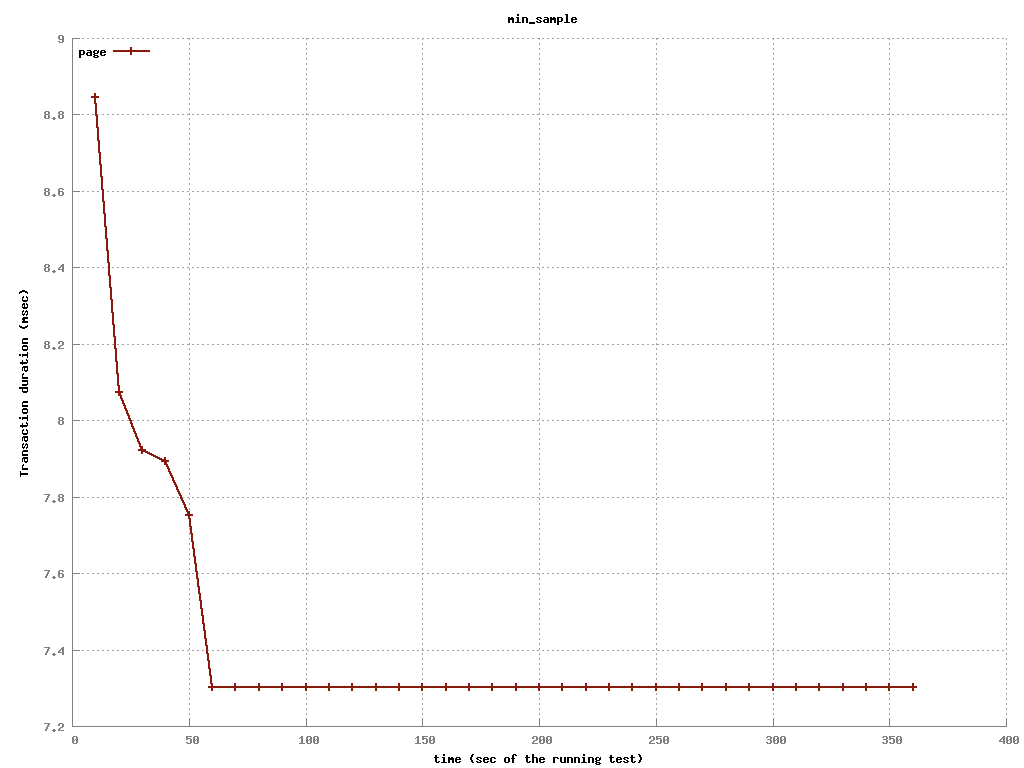 min_sample
page
9
8.8
8.6
8.4
8.2
8
7.8
7.6
7.4
7.2
Transaction duration (msec)
0 50 100 150 200 250 300 350 400
time (sec of the running test)